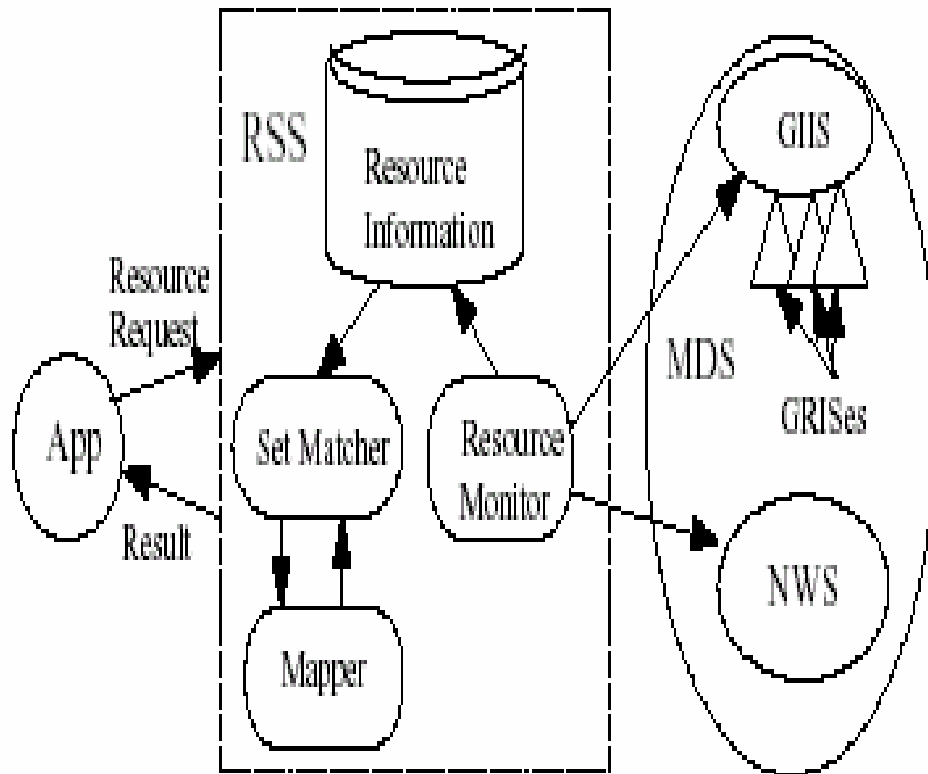 RSS
Resource
Information
GIIS
Resource
Request
MDS
GRISes
App
Set Matcher
Resource
Monitor
Result
NWS
Mapper